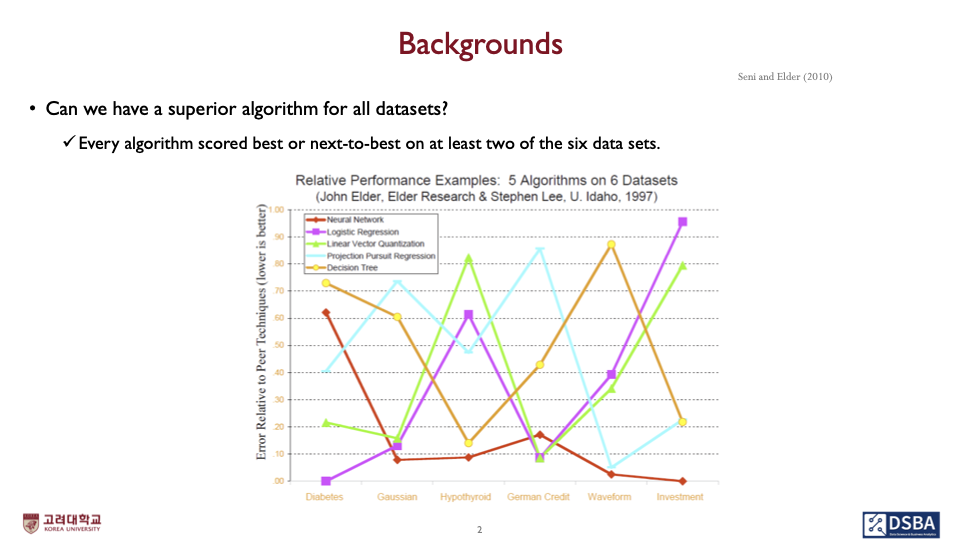 Backgrounds
Seni and Elder (2010)
• Can we have a superior algorithm for all datasets?
✓ Every algorithm scored best or next-to-best on at least two of the six data sets.
Relative Performance Examples: 5 Algorithms on 6 Datasets
(John Elder, Elder Research & Stephen Lee, U. Idaho, 1997)
Error Relative to Peer Techniques (lower is better)
1.00
.90
.80
.70
.60
.50
.40
.30
.20
.10
.00
Neural Network
Logistic Regression
Linear Vector Quantization
Projection Pursuit Regression
Decision Tree
Diabetes Gaussian Hypothyroid German Credit Waveform Investment
고려대학교
KOREA UNIVERSITY
2
DSBA